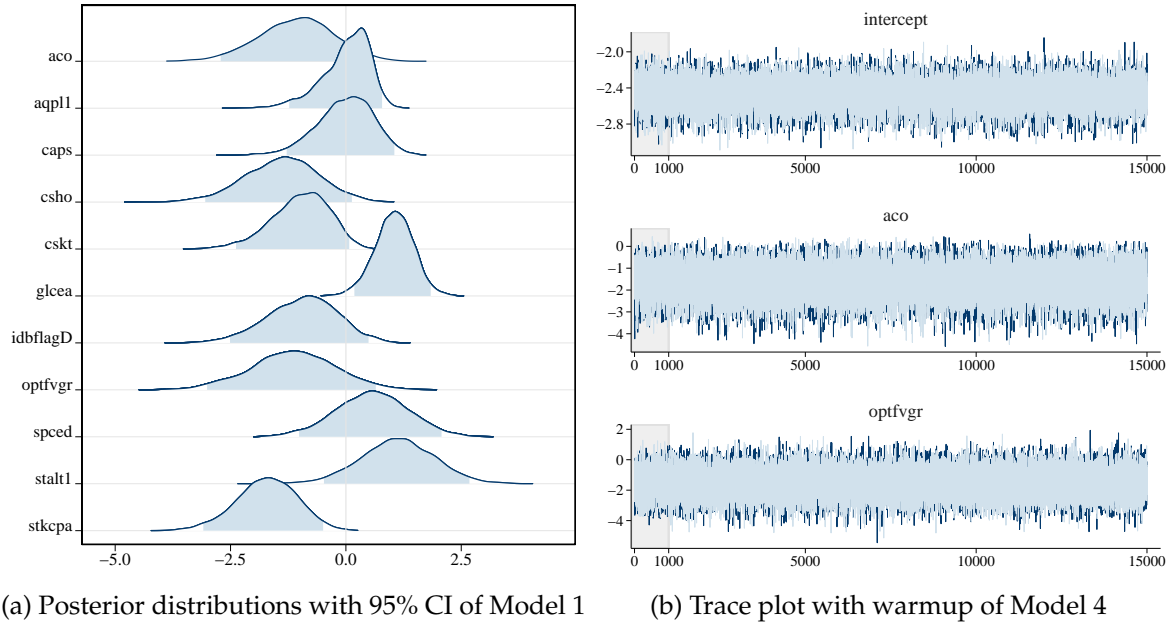 aco
aqpl1
caps
csho
cskt
glcea
idbflagD
optfvgr
spced
stalt1
stkcpa
−5.0 −2.5 0.0 2.5
(a) Posterior distributions with 95% CI of Model 1
intercept
−2.0
−2.4
−2.8
0 1000 5000 10000 15000
aco
0
−1
−2
−3
−4
0 1000 5000 10000 15000
optfvgr
2
0
−2
−4
0 1000 5000 10000 15000
(b) Trace plot with warmup of Model 4